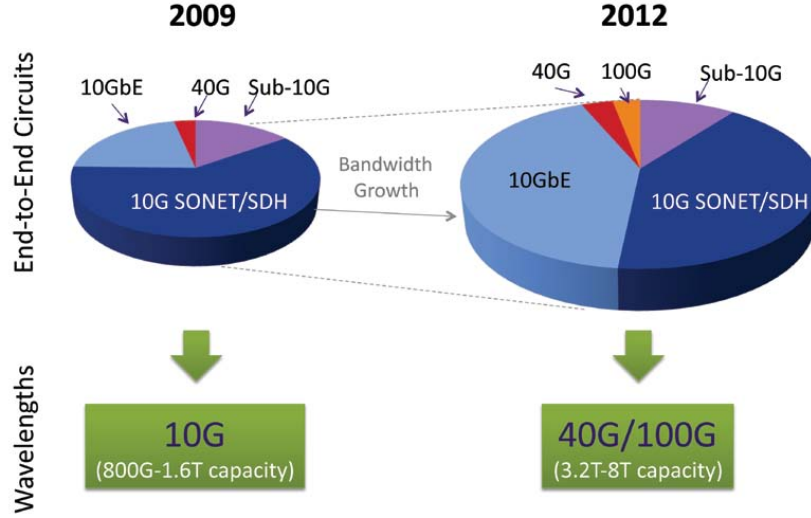 2009
2012
End-to-End Circuits
10GbE
40G
Sub-10G
10G SONET/SDH
Bandwidth
Growth
40G
100G
Sub-10G
10GbE
10G SONET/SDH
Wavelengths
10G
(800G-1.6T capacity)
40G/100G
(3.2T-8T capacity)